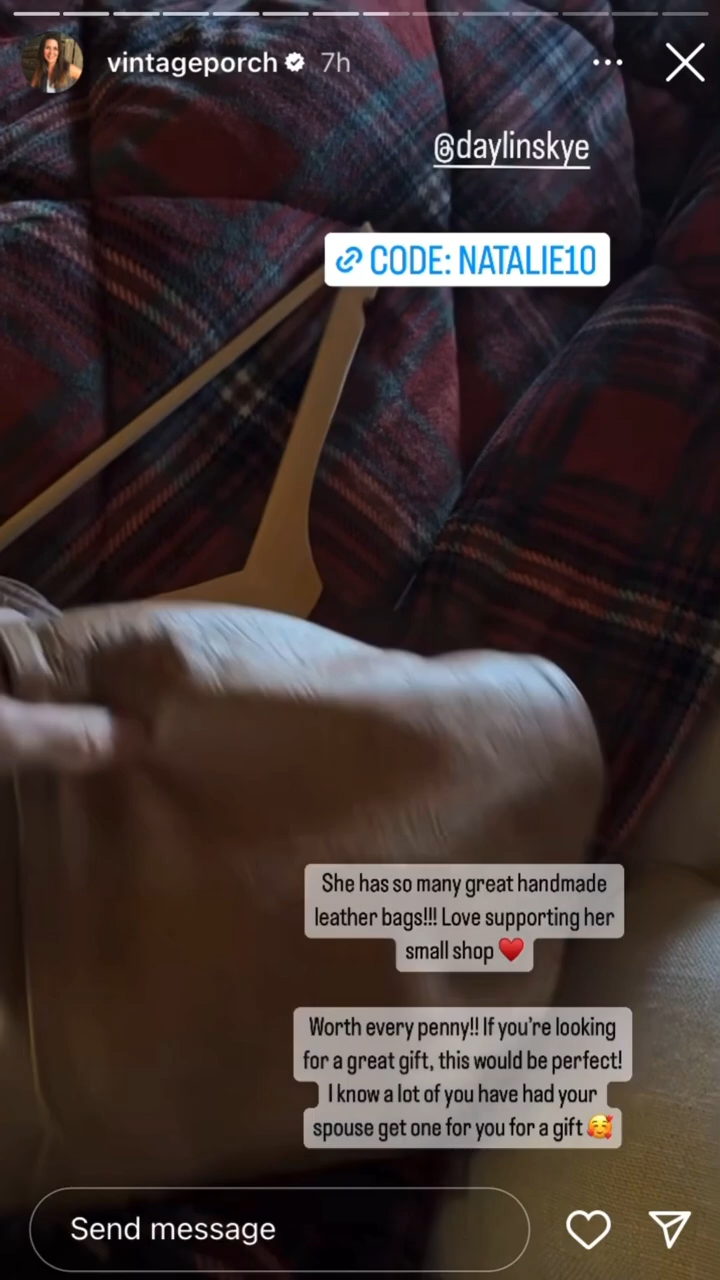 vintageporch 7h
@daylinskye
CODE: NATALIE10
She has so many great handmade
leather bags!!! Love supporting her
small shop ♥️
Worth every penny!! If you're looking
for a great gift, this would be perfect!
I know a lot of you have had your
spouse get one for you for a gift 🥰
Send message